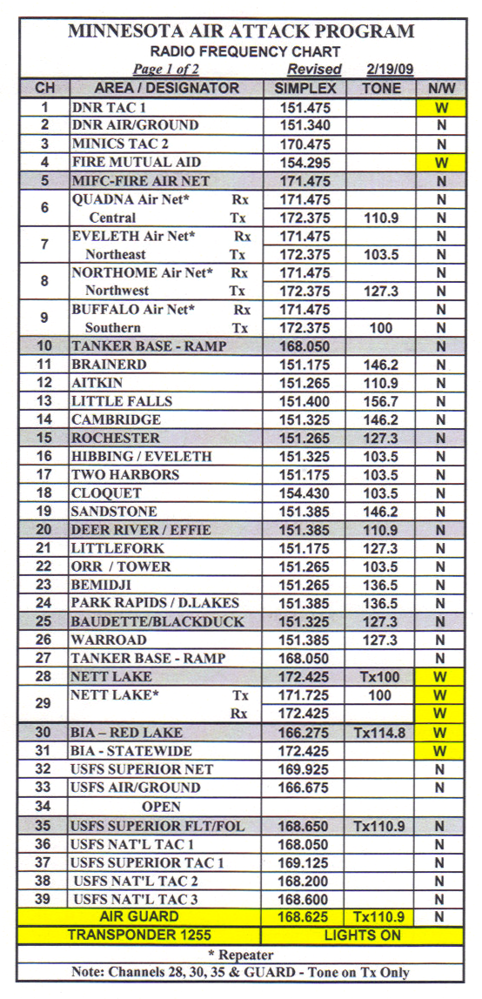 MINNESOTA AIR ATTACK PROGRAM
RADIO FREQUENCY CHART
Page 1 of 2 Revised 2/19/09
CH AREA / DESIGNATOR SIMPLEX TONE N/W
1 DNR TAC 1 151.475 W
2 DNR AIR/GROUND 151.340 N
3 MINICS TAC 2 170.475 N
4 FIRE MUTUAL AID 154.295 W
5 MIFC-FIRE AIR NET 171.475 N
6 QUADNA Air Net* Rx 171.475 N
Central Tx 172.375 110.9 N
7 EVELETH Air Net* Rx 171.475 N
Northeast Tx 172.375 103.5 N
8 NORTHOME Air Net* Rx 171.475 N
Northwest Tx 172.375 127.3 N
9 BUFFALO Air Net* Rx 171.475 N
Southern Tx 172.375 100 N
10 TANKER BASE - RAMP 168.050 N
11 BRAINERD 151.175 146.2 N
12 AITKIN 151.265 110.9 N
13 LITTLE FALLS 151.400 156.7 N
14 CAMBRIDGE 151.325 146.2 N
15 ROCHESTER 151.265 127.3 N
16 HIBBING / EVELETH 151.325 103.5 N
17 TWO HARBORS 151.175 103.5 N
18 CLOQUET 154.430 103.5 N
19 SANDSTONE 151.385 146.2 N
20 DEER RIVER / EFFIE 151.385 110.9 N
21 LITTLEFORK 151.175 127.3 N
22 ORR / TOWER 151.265 103.5 N
23 BEMIDJI 151.265 136.5 N
24 PARK RAPIDS / D.LAKES 151.385 136.5 N
25 BAUDETTE/BLACKDUCK 151.325 127.3 N
26 WARROAD 151.385 127.3 N
27 TANKER BASE - RAMP 168.050 N
28 NETT LAKE 172.425 Tx100 W
29 NETT LAKE* Tx 171.725 100 W
Rx 172.425 W
30 BIA – RED LAKE 166.275 Tx114.8 W
31 BIA - STATEWIDE 172.425 W
32 USFS SUPERIOR NET 169.925 N
33 USFS AIR/GROUND 166.675 N
34 OPEN
35 USFS SUPERIOR FLT/FOL 168.650 Tx110.9 N
36 USFS NAT'L TAC 1 168.050 N
37 USFS SUPERIOR TAC 1 169.125 N
38 USFS NAT'L TAC 2 168.200 N
39 USFS NAT'L TAC 3 168.600 N
AIR GUARD 168.625 Tx110.9 N
TRANSPONDER 1255 LIGHTS ON
* Repeater
Note: Channels 28, 30, 35 & GUARD - Tone on Tx Only